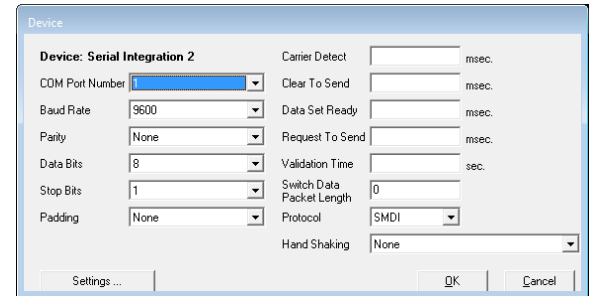 Device
Device: Serial Integration 2
COM Port Number 1
Baud Rate 9600
Parity None
Data Bits 8
Stop Bits 1
Padding None
Carrier Detect msec.
Clear To Send msec.
Data Set Ready msec.
Request To Send msec.
Validation Time sec.
Switch Data
Packet Length 0
Protocol SMDI
Hand Shaking None
Settings ...
OK
Cancel